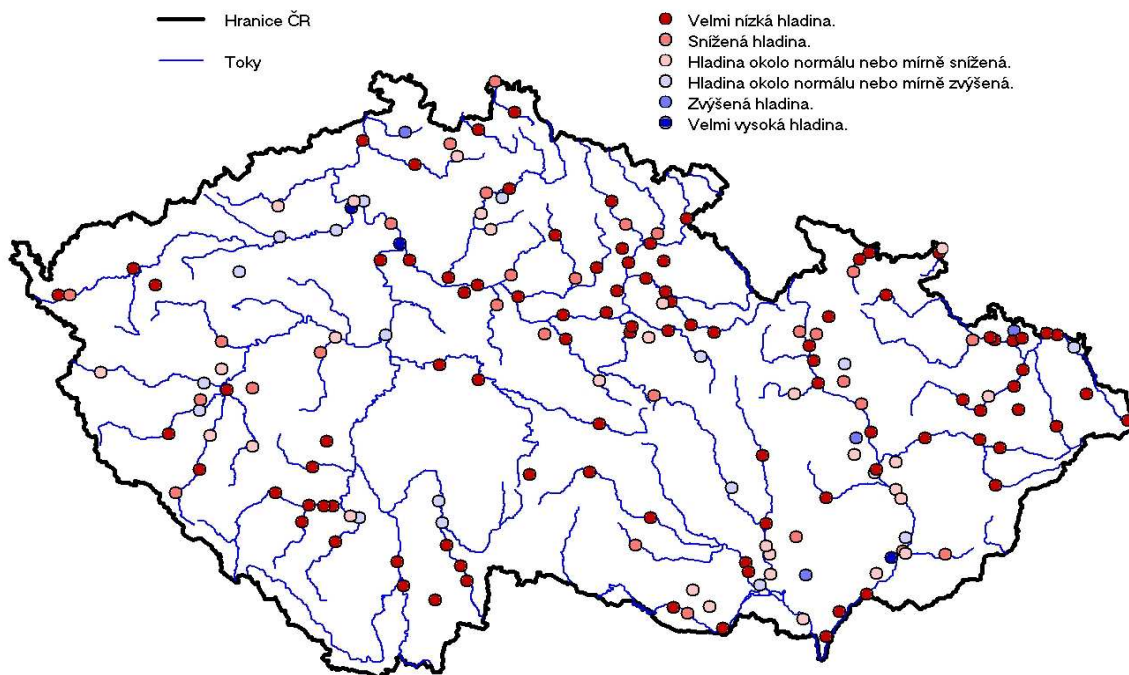 Hranice ČR
Toky
Velmi nízká hladina.
Snížená hladina.
Hladina okolo normálu nebo mírně snížená.
Hladina okolo normálu nebo mírně zvýšená.
Zvýšená hladina.
Velmi vysoká hladina.